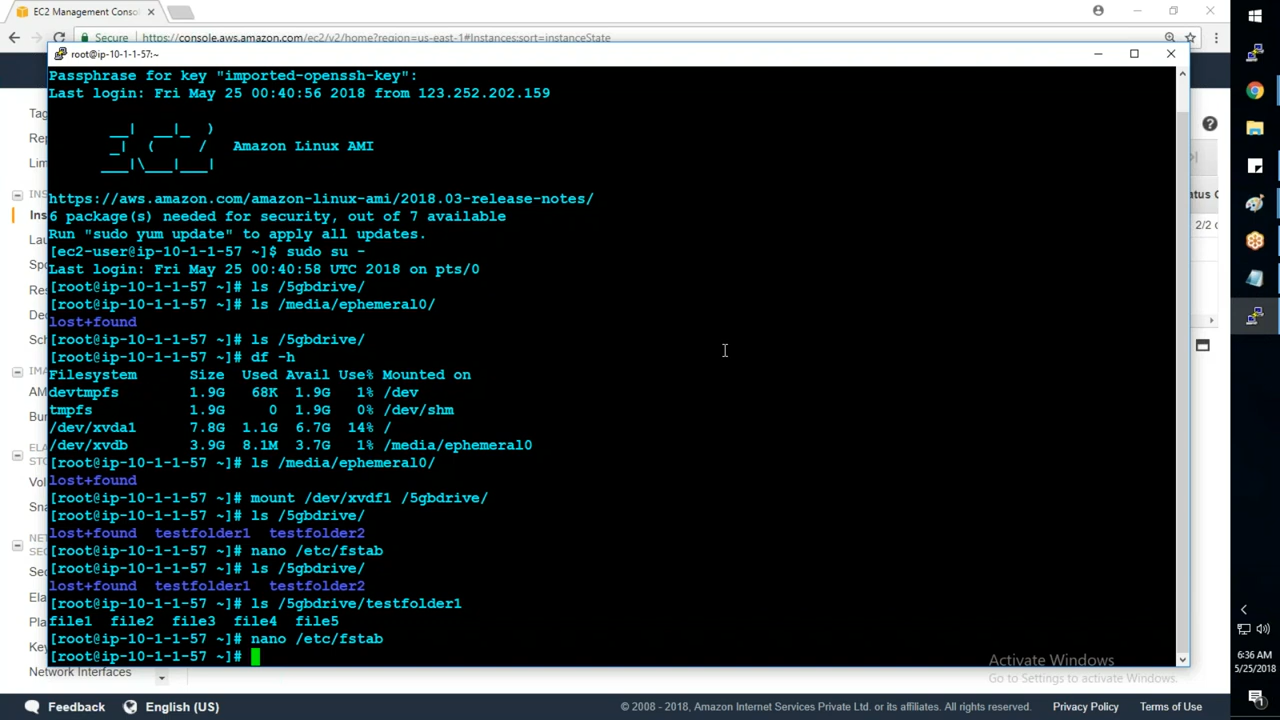 EC2 Management Conso
Secure
https://console.aws.amazon.com/ec2/v2/home?region=us-east-1#Instances:sort=instanceState
root@ip-10-1-1-57:~
Passphrase for key "imported-openssh-key":
Last login: Fri May 25 00:40:56 2018 from 123.252.202.159
__|  __|_  )
_|  (     /   Amazon Linux AMI
___|\___|___|
https://aws.amazon.com/amazon-linux-ami/2018.03-release-notes/
6 package(s) needed for security, out of 7 available
Run "sudo yum update" to apply all updates.
[ec2-user@ip-10-1-1-57 ~]$ sudo su -
Last login: Fri May 25 00:40:58 UTC 2018 on pts/0
[root@ip-10-1-1-57 ~]# ls /5gbdrive/
[root@ip-10-1-1-57 ~]# ls /media/ephemeral0/
lost+found
[root@ip-10-1-1-57 ~]# ls /5gbdrive/
[root@ip-10-1-1-57 ~]# df -h
Filesystem      Size  Used Avail Use% Mounted on
devtmpfs        1.9G   68K  1.9G   1% /dev
tmpfs           1.9G     0  1.9G   0% /dev/shm
/dev/xvda1      7.8G  1.1G  6.7G  14% /
/dev/xvdb       3.9G  8.1M  3.7G   1% /media/ephemeral0
[root@ip-10-1-1-57 ~]# ls /media/ephemeral0/
lost+found
[root@ip-10-1-1-57 ~]# mount /dev/xvdf1 /5gbdrive/
[root@ip-10-1-1-57 ~]# ls /5gbdrive/
lost+found  testfolder1  testfolder2
[root@ip-10-1-1-57 ~]# nano /etc/fstab
[root@ip-10-1-1-57 ~]# ls /5gbdrive/
lost+found  testfolder1  testfolder2
[root@ip-10-1-1-57 ~]# ls /5gbdrive/testfolder1
file1  file2  file3  file4  file5
[root@ip-10-1-1-57 ~]# nano /etc/fstab
[root@ip-10-1-1-57 ~]#
Tag
Rep
Lim
INS
Ins
Lau
Spo
Res
Ded
Sch
IMA
AM
Bun
ELA
STO
Vol
Sna
NET
SEC
Sec
Ela
Pla
Key
Network Interfaces
atus C
2/2 c
Activate Windows
Go to Settings to activate Windows.
6:36 AM
5/25/2018
Feedback
English (US)
© 2008 - 2018, Amazon Internet Services Private Ltd. or its affiliates. All rights reserved.
Privacy Policy
Terms of Use